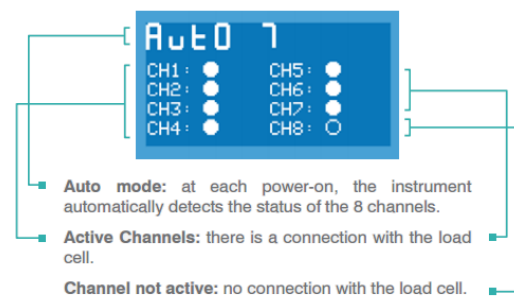 AutO 7
CH1: CH5:
CH2: CH6:
CH3: CH7:
CH4: CH8:
Auto mode: at each power-on, the instrument
automatically detects the status of the 8 channels.
Active Channels: there is a connection with the load
cell.
Channel not active: no connection with the load cell.